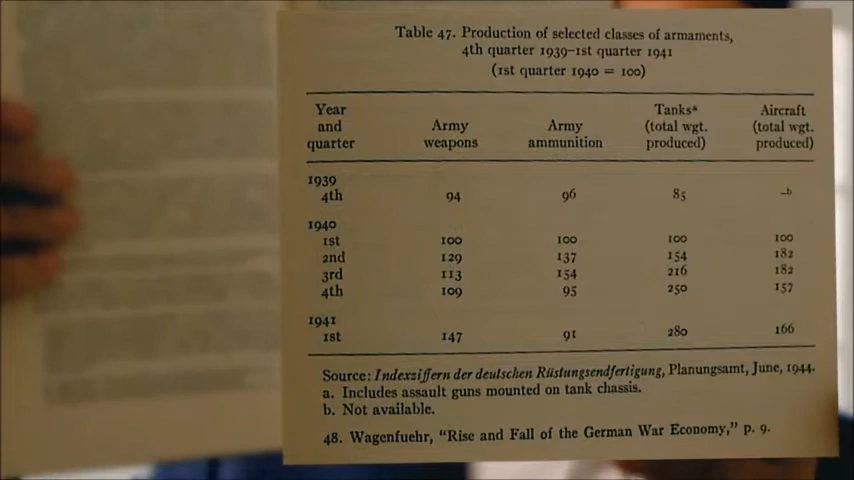 Table 47. Production of selected classes of armaments,
4th quarter 1939–1st quarter 1941
(1st quarter 1940 = 100)
Year and quarter Army weapons Army ammunition Tanksᵃ (total wgt. produced) Aircraft (total wgt. produced)
1939
4th 94 96 85 —ᵇ
1940
1st 100 100 100 100
2nd 129 137 154 182
3rd 113 154 216 182
4th 109 95 250 157
1941
1st 147 91 280 166
Source: Indexziffern der deutschen Rüstungsendfertigung, Planungsamt, June, 1944.
a. Includes assault guns mounted on tank chassis.
b. Not available.
48. Wagenfuehr, "Rise and Fall of the German War Economy," p. 9.